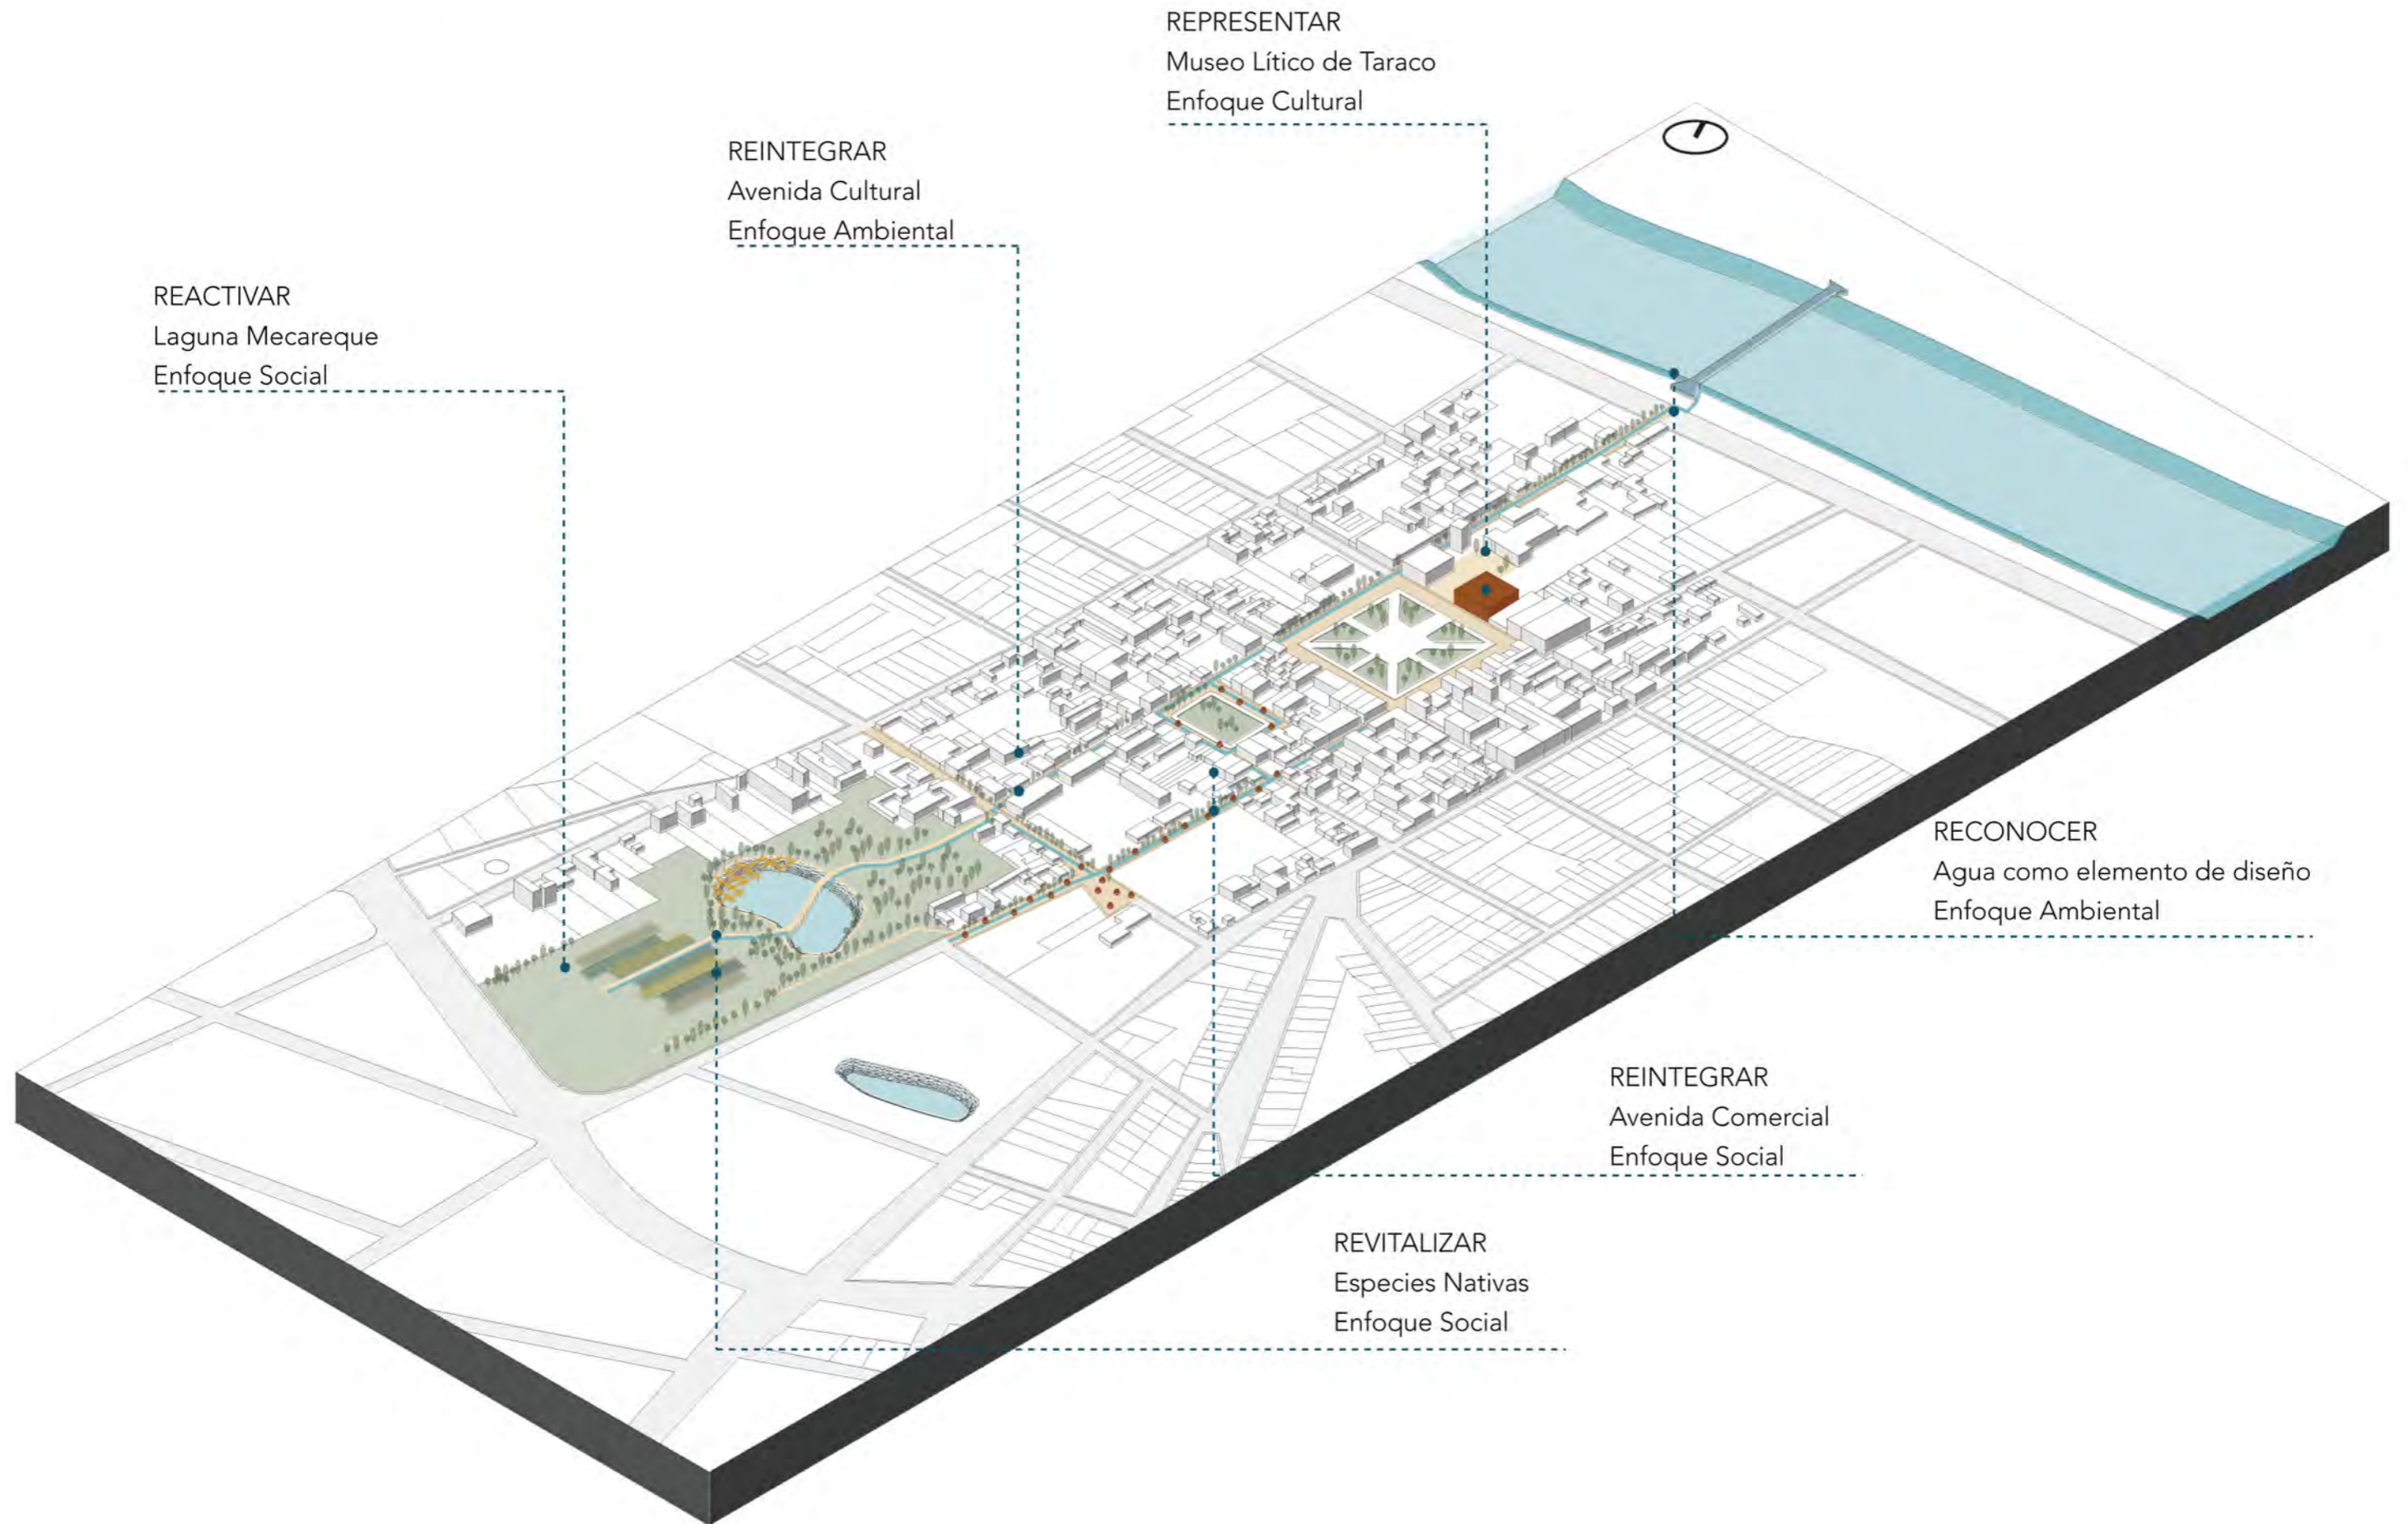 REPRESENTAR
Museo Lítico de Taraco
Enfoque Cultural
REINTEGRAR
Avenida Cultural
Enfoque Ambiental
REACTIVAR
Laguna Mecareque
Enfoque Social
RECONOCER
Agua como elemento de diseño
Enfoque Ambiental
REINTEGRAR
Avenida Comercial
Enfoque Social
REVITALIZAR
Especies Nativas
Enfoque Social